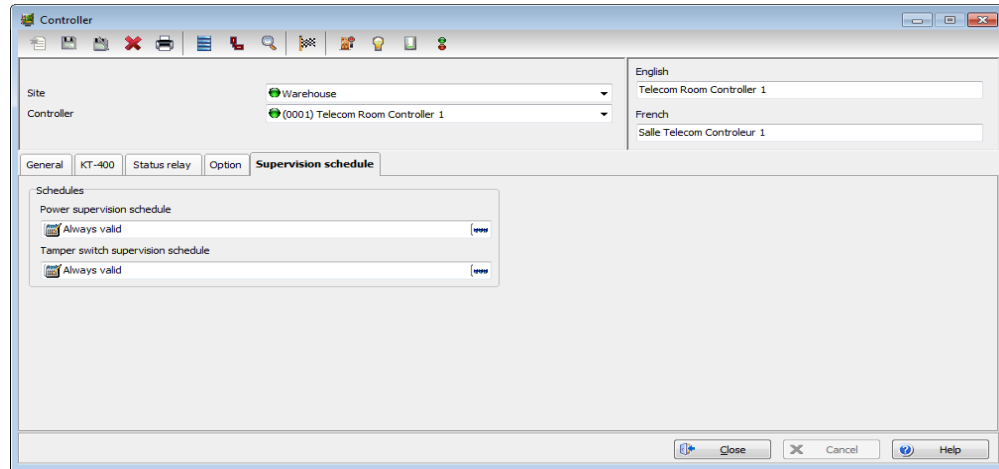 Controller
English
Site
Warehouse
Telecom Room Controller 1
Controller
(0001) Telecom Room Controller 1
French
Salle Telecom Controleur 1
General KT-400 Status relay Option Supervision schedule
Schedules
Power supervision schedule
Always valid
Tamper switch supervision schedule
Always valid
Close Cancel Help